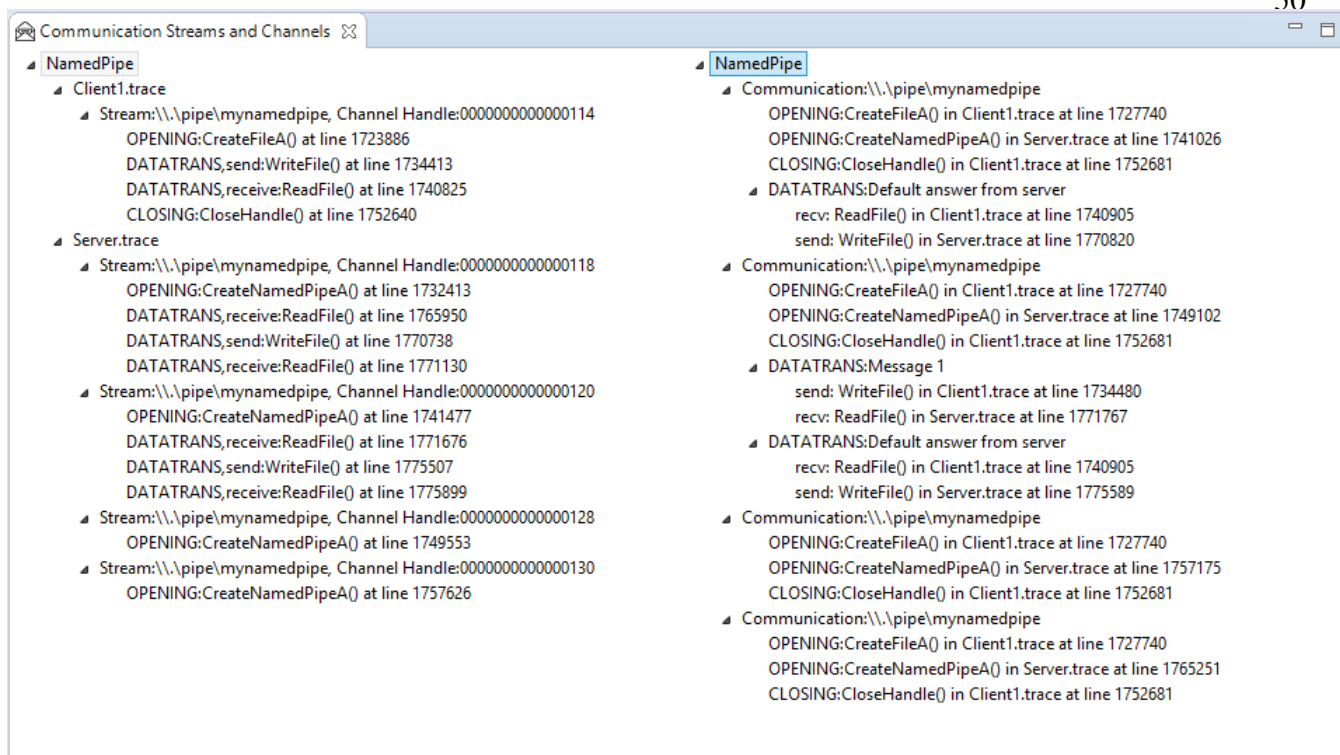 50
Communication Streams and Channels
NamedPipe
Client1.trace
Stream:\\.\pipe\mynamedpipe, Channel Handle:0000000000000114
OPENING:CreateFileA() at line 1723886
DATATRANS,send:WriteFile() at line 1734413
DATATRANS,receive:ReadFile() at line 1740825
CLOSING:CloseHandle() at line 1752640
Server.trace
Stream:\\.\pipe\mynamedpipe, Channel Handle:0000000000000118
OPENING:CreateNamedPipeA() at line 1732413
DATATRANS,receive:ReadFile() at line 1765950
DATATRANS,send:WriteFile() at line 1770738
DATATRANS,receive:ReadFile() at line 1771130
Stream:\\.\pipe\mynamedpipe, Channel Handle:0000000000000120
OPENING:CreateNamedPipeA() at line 1741477
DATATRANS,receive:ReadFile() at line 1771676
DATATRANS,send:WriteFile() at line 1775507
DATATRANS,receive:ReadFile() at line 1775899
Stream:\\.\pipe\mynamedpipe, Channel Handle:0000000000000128
OPENING:CreateNamedPipeA() at line 1749553
Stream:\\.\pipe\mynamedpipe, Channel Handle:0000000000000130
OPENING:CreateNamedPipeA() at line 1757626
NamedPipe
Communication:\\.\pipe\mynamedpipe
OPENING:CreateFileA() in Client1.trace at line 1727740
OPENING:CreateNamedPipeA() in Server.trace at line 1741026
CLOSING:CloseHandle() in Client1.trace at line 1752681
DATATRANS:Default answer from server
recv: ReadFile() in Client1.trace at line 1740905
send: WriteFile() in Server.trace at line 1770820
Communication:\\.\pipe\mynamedpipe
OPENING:CreateFileA() in Client1.trace at line 1727740
OPENING:CreateNamedPipeA() in Server.trace at line 1749102
CLOSING:CloseHandle() in Client1.trace at line 1752681
DATATRANS:Message 1
send: WriteFile() in Client1.trace at line 1734480
recv: ReadFile() in Server.trace at line 1771767
DATATRANS:Default answer from server
recv: ReadFile() in Client1.trace at line 1740905
send: WriteFile() in Server.trace at line 1775589
Communication:\\.\pipe\mynamedpipe
OPENING:CreateFileA() in Client1.trace at line 1727740
OPENING:CreateNamedPipeA() in Server.trace at line 1757175
CLOSING:CloseHandle() in Client1.trace at line 1752681
Communication:\\.\pipe\mynamedpipe
OPENING:CreateFileA() in Client1.trace at line 1727740
OPENING:CreateNamedPipeA() in Server.trace at line 1765251
CLOSING:CloseHandle() in Client1.trace at line 1752681